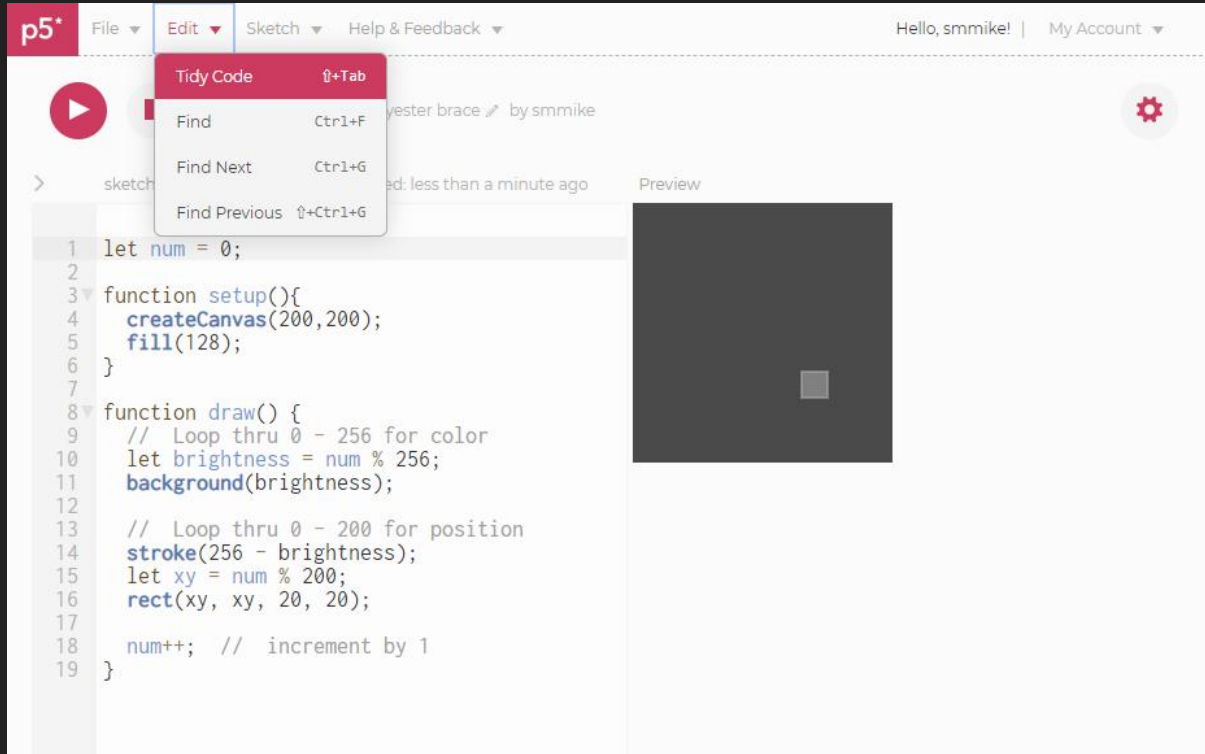 p5* File Edit Sketch Help & Feedback Hello, smmike! | My Account
Tidy Code ⇧+Tab
Find Ctrl+F
Find Next Ctrl+G
Find Previous ⇧+Ctrl+G
brace by smmike
sketch less than a minute ago Preview
1 let num = 0;
2
3 function setup(){
4 createCanvas(200,200);
5 fill(128);
6 }
7
8 function draw() {
9 // Loop thru 0 - 256 for color
10 let brightness = num % 256;
11 background(brightness);
12
13 // Loop thru 0 - 200 for position
14 stroke(256 - brightness);
15 let xy = num % 200;
16 rect(xy, xy, 20, 20);
17
18 num++; // increment by 1
19 }